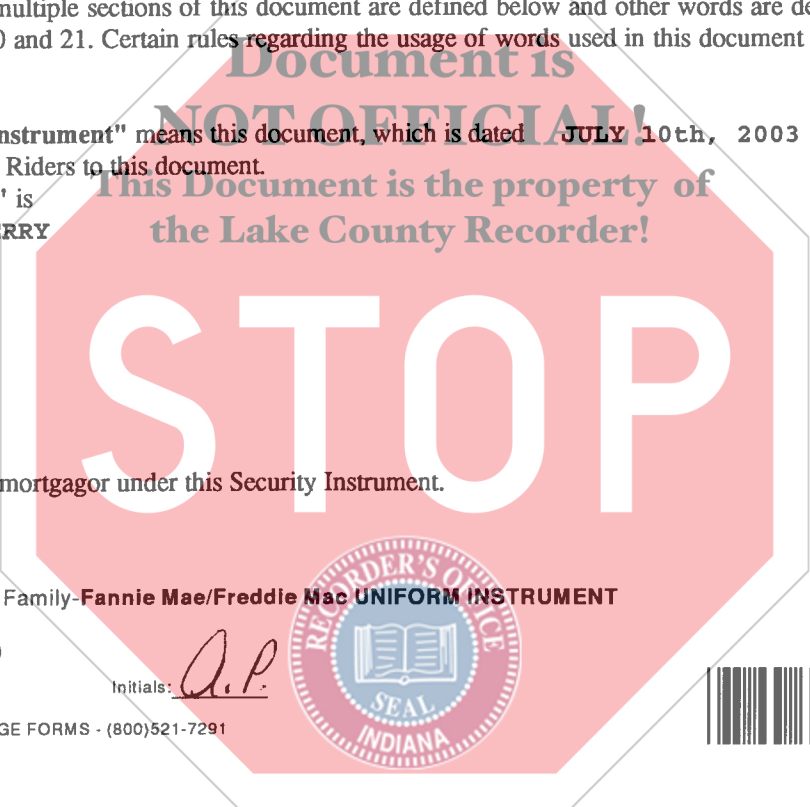 multiple sections of this document are defined below and other words are de
0 and 21. Certain rules regarding the usage of words used in this document
Document is
NOT OFFICIAL!
nstrument" means this document, which is dated JULY 10th, 2003
Riders to this document.
This Document is the property of
" is
the Lake County Recorder!
ERRY
STOP
mortgagor under this Security Instrument.
RECORDER'S OFFICE
SEAL
INDIANA
Family-Fannie Mae/Freddie Mac UNIFORM INSTRUMENT
)
Initials: A.P.
GE FORMS - (800)521-7291